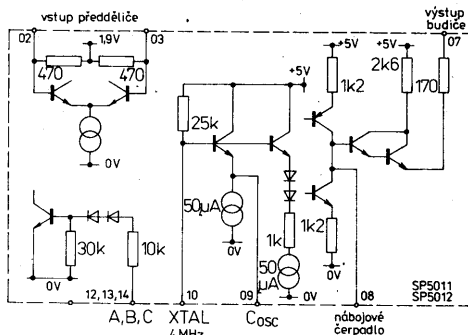 vstup předděliče
výstup
budiče
02
03
07
1,9V
470
470
0V
+5V
+5V
+5V
1k2
2k6
170
25k
50µA
0V
1k
1k2
50
µA
0V
0V
0V
30k
10k
0V
12,13,14
10
09
08
SP5011
SP5012
A,B,C
XTAL
4 MHz
COSC
nábojové
čerpadlo